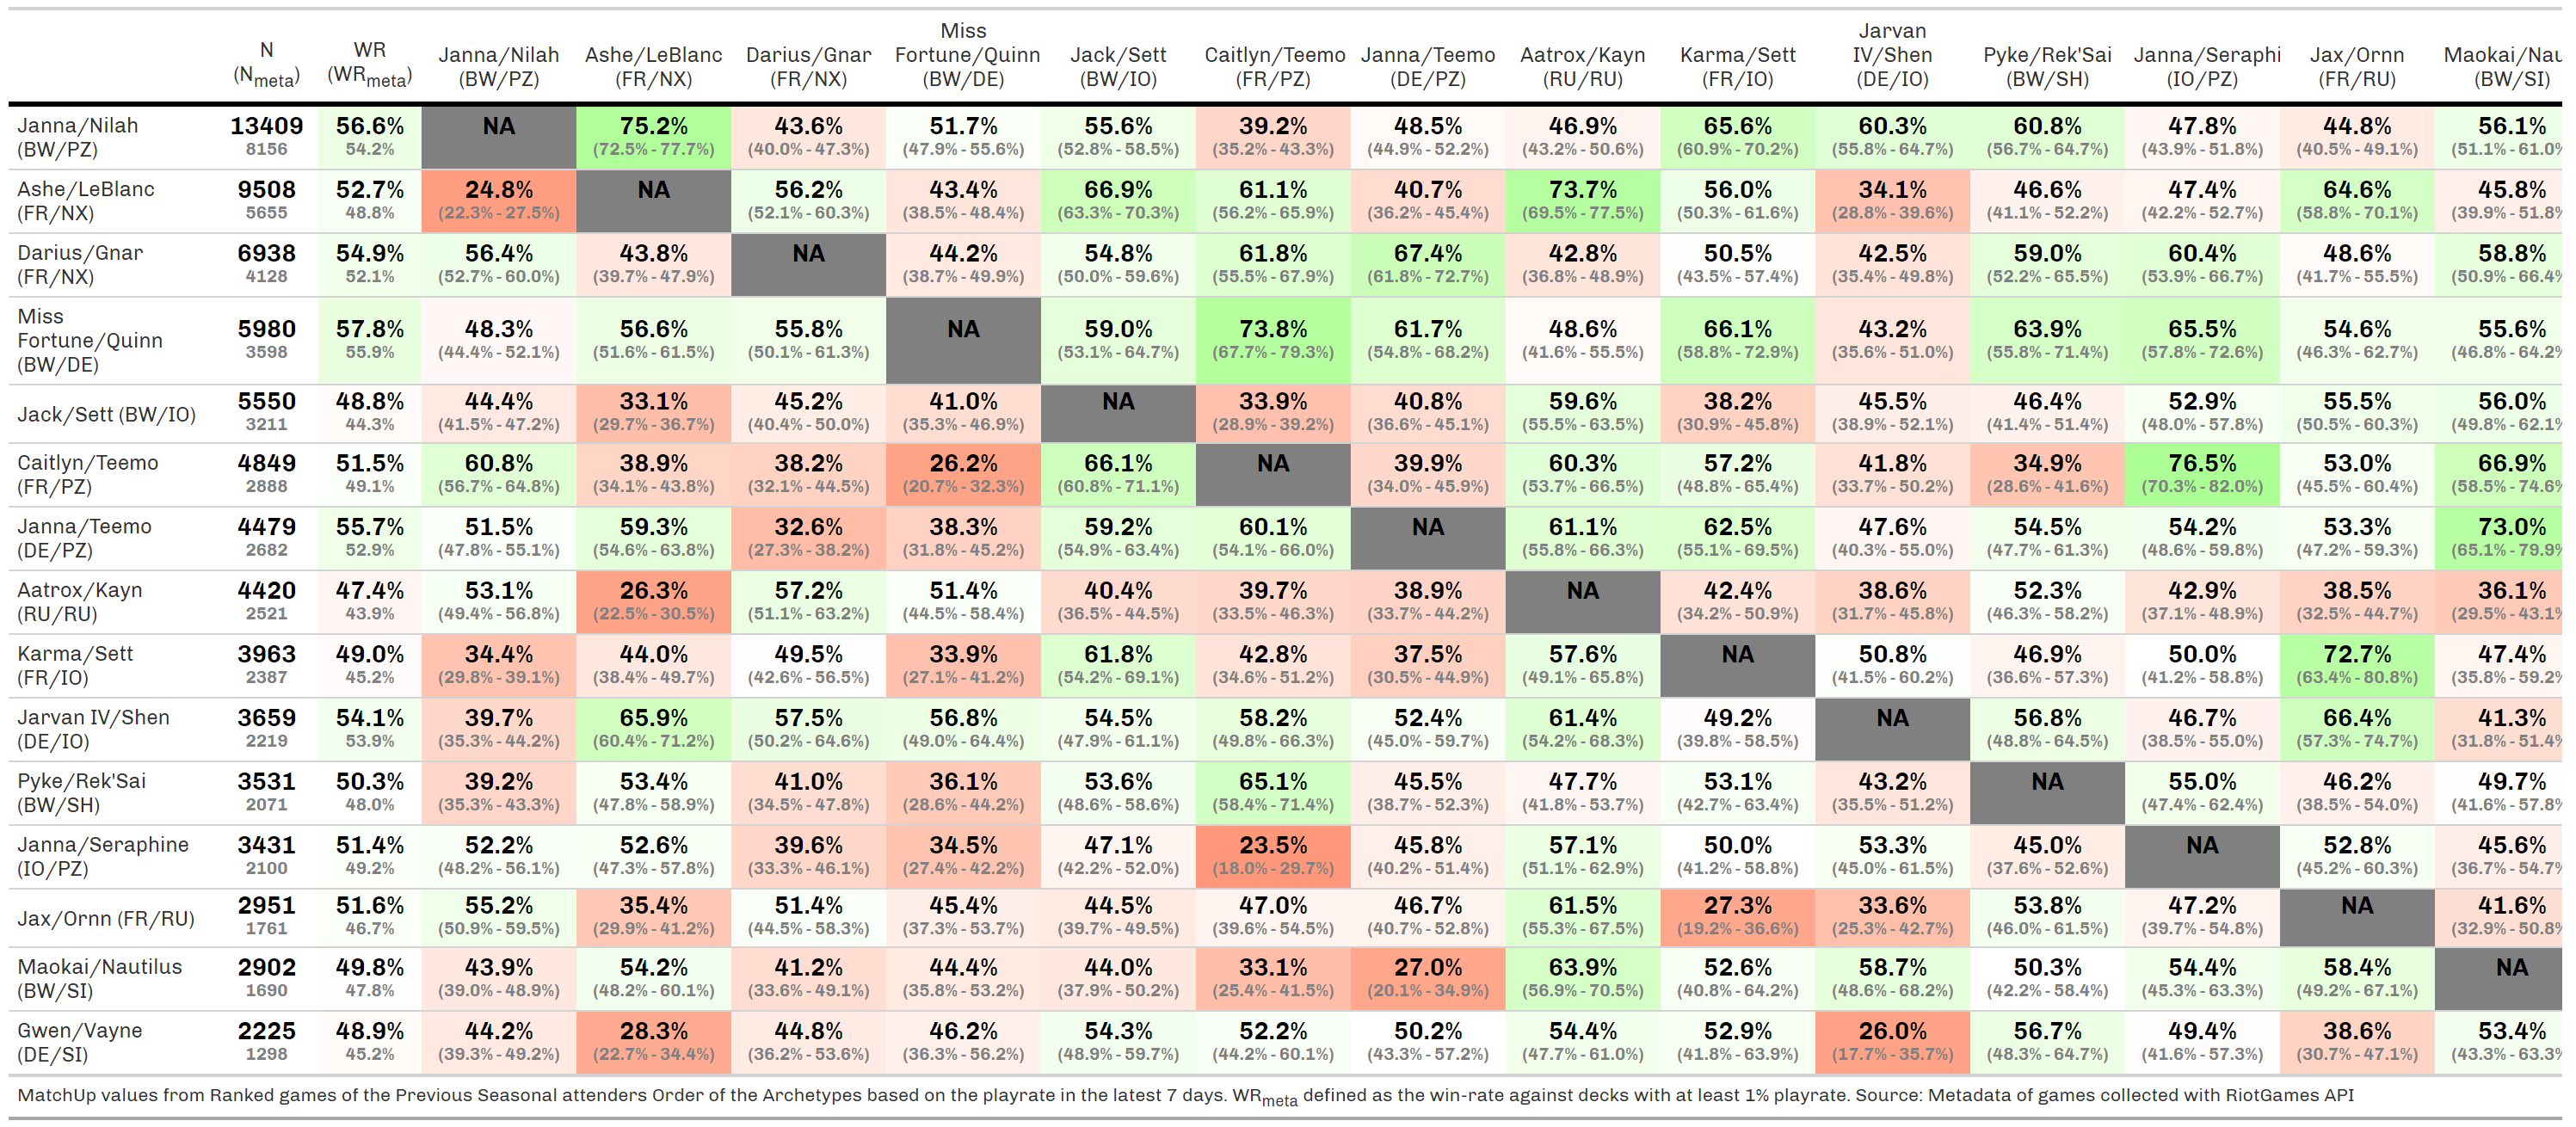 N (Nmeta) WR (WRmeta) Janna/Nilah (BW/PZ) Ashe/LeBlanc (FR/NX) Darius/Gnar (FR/NX) Miss Fortune/Quinn (BW/DE) Jack/Sett (BW/IO) Caitlyn/Teemo (FR/PZ) Janna/Teemo (DE/PZ) Aatrox/Kayn (RU/RU) Karma/Sett (FR/IO) Jarvan IV/Shen (DE/IO) Pyke/Rek'Sai (BW/SH) Janna/Seraphi (IO/PZ) Jax/Ornn (FR/RU) Maokai/Nau (BW/SI)
Janna/Nilah 13409 56.6% NA 75.2% 43.6% 51.7% 55.6% 39.2% 48.5% 46.9% 65.6% 60.3% 60.8% 47.8% 44.8% 56.1%
(BW/PZ) 8156 54.2% (72.5% - 77.7%) (40.0% - 47.3%) (47.9% - 55.6%) (52.8% - 58.5%) (35.2% - 43.3%) (44.9% - 52.2%) (43.2% - 50.6%) (60.9% - 70.2%) (55.8% - 64.7%) (56.7% - 64.7%) (43.9% - 51.8%) (40.5% - 49.1%) (51.1% - 61.0%
Ashe/LeBlanc 9508 52.7% 24.8% NA 56.2% 43.4% 66.9% 61.1% 40.7% 73.7% 56.0% 34.1% 46.6% 47.4% 64.6% 45.8%
(FR/NX) 5655 48.8% (22.3% - 27.5%) (52.1% - 60.3%) (38.5% - 48.4%) (63.3% - 70.3%) (56.2% - 65.9%) (36.2% - 45.4%) (69.5% - 77.5%) (50.3% - 61.6%) (28.8% - 39.6%) (41.1% - 52.2%) (42.2% - 52.7%) (58.8% - 70.1%) (39.9% - 51.8%
Darius/Gnar 6938 54.9% 56.4% 43.8% NA 44.2% 54.8% 61.8% 67.4% 42.8% 50.5% 42.5% 59.0% 60.4% 48.6% 58.8%
(FR/NX) 4128 52.1% (52.7% - 60.0%) (39.7% - 47.9%) (38.7% - 49.9%) (50.0% - 59.6%) (55.5% - 67.9%) (61.8% - 72.7%) (36.8% - 48.9%) (43.5% - 57.4%) (35.4% - 49.8%) (52.2% - 65.5%) (53.9% - 66.7%) (41.7% - 55.5%) (50.9% - 66.4%
Miss
Fortune/Quinn 5980 57.8% 48.3% 56.6% 55.8% NA 59.0% 73.8% 61.7% 48.6% 66.1% 43.2% 63.9% 65.5% 54.6% 55.6%
(BW/DE) 3598 55.9% (44.4% - 52.1%) (51.6% - 61.5%) (50.1% - 61.3%) (53.1% - 64.7%) (67.7% - 79.3%) (54.8% - 68.2%) (41.6% - 55.5%) (58.8% - 72.9%) (35.6% - 51.0%) (55.8% - 71.4%) (57.8% - 72.6%) (46.3% - 62.7%) (46.8% - 64.2%
Jack/Sett (BW/IO) 5550 48.8% 44.4% 33.1% 45.2% 41.0% NA 33.9% 40.8% 59.6% 38.2% 45.5% 46.4% 52.9% 55.5% 56.0%
3211 44.3% (41.5% - 47.2%) (29.7% - 36.7%) (40.4% - 50.0%) (35.3% - 46.9%) (28.9% - 39.2%) (36.6% - 45.1%) (55.5% - 63.5%) (30.9% - 45.8%) (38.9% - 52.1%) (41.4% - 51.4%) (48.0% - 57.8%) (50.5% - 60.3%) (49.8% - 62.1%
Caitlyn/Teemo 4849 51.5% 60.8% 38.9% 38.2% 26.2% 66.1% NA 39.9% 60.3% 57.2% 41.8% 34.9% 76.5% 53.0% 66.9%
(FR/PZ) 2888 49.1% (56.7% - 64.8%) (34.1% - 43.8%) (32.1% - 44.5%) (20.7% - 32.3%) (60.8% - 71.1%) (34.0% - 45.9%) (53.7% - 66.5%) (48.8% - 65.4%) (33.7% - 50.2%) (28.6% - 41.6%) (70.3% - 82.0%) (45.5% - 60.4%) (58.5% - 74.6%
Janna/Teemo 4479 55.7% 51.5% 59.3% 32.6% 38.3% 59.2% 60.1% NA 61.1% 62.5% 47.6% 54.5% 54.2% 53.3% 73.0%
(DE/PZ) 2682 52.9% (47.8% - 55.1%) (54.6% - 63.8%) (27.3% - 38.2%) (31.8% - 45.2%) (54.9% - 63.4%) (54.1% - 66.0%) (55.8% - 66.3%) (55.1% - 69.5%) (40.3% - 55.0%) (47.7% - 61.3%) (48.6% - 59.8%) (47.2% - 59.3%) (65.1% - 79.9%
Aatrox/Kayn 4420 47.4% 53.1% 26.3% 57.2% 51.4% 40.4% 39.7% 38.9% NA 42.4% 38.6% 52.3% 42.9% 38.5% 36.1%
(RU/RU) 2521 43.9% (49.4% - 56.8%) (22.5% - 30.5%) (51.1% - 63.2%) (44.5% - 58.4%) (36.5% - 44.5%) (33.5% - 46.3%) (33.7% - 44.2%) (34.2% - 50.9%) (31.7% - 45.8%) (46.3% - 58.2%) (37.1% - 48.9%) (32.5% - 44.7%) (29.5% - 43.1%
Karma/Sett 3963 49.0% 34.4% 44.0% 49.5% 33.9% 61.8% 42.8% 37.5% 57.6% NA 50.8% 46.9% 50.0% 72.7% 47.4%
(FR/IO) 2387 45.2% (29.8% - 39.1%) (38.4% - 49.7%) (42.6% - 56.5%) (27.1% - 41.2%) (54.2% - 69.1%) (34.6% - 51.2%) (30.5% - 44.9%) (49.1% - 65.8%) (41.5% - 60.2%) (36.6% - 57.3%) (41.2% - 58.8%) (63.4% - 80.8%) (35.8% - 59.2%
Jarvan IV/Shen 3659 54.1% 39.7% 65.9% 57.5% 56.8% 54.5% 58.2% 52.4% 61.4% 49.2% NA 56.8% 46.7% 66.4% 41.3%
(DE/IO) 2219 53.9% (35.3% - 44.2%) (60.4% - 71.2%) (50.2% - 64.6%) (49.0% - 64.4%) (47.9% - 61.1%) (49.8% - 66.3%) (45.0% - 59.7%) (54.2% - 68.3%) (39.8% - 58.5%) (48.8% - 64.5%) (38.5% - 55.0%) (57.3% - 74.7%) (31.8% - 51.4%
Pyke/Rek'Sai 3531 50.3% 39.2% 53.4% 41.0% 36.1% 53.6% 65.1% 45.5% 47.7% 53.1% 43.2% NA 55.0% 46.2% 49.7%
(BW/SH) 2071 48.0% (35.3% - 43.3%) (47.8% - 58.9%) (34.5% - 47.8%) (28.6% - 44.2%) (48.6% - 58.6%) (58.4% - 71.4%) (38.7% - 52.3%) (41.8% - 53.7%) (42.7% - 63.4%) (35.5% - 51.2%) (47.4% - 62.4%) (38.5% - 54.0%) (41.6% - 57.8%
Janna/Seraphine 3431 51.4% 52.2% 52.6% 39.6% 34.5% 47.1% 23.5% 45.8% 57.1% 50.0% 53.3% 45.0% NA 52.8% 45.6%
(IO/PZ) 2100 49.2% (48.2% - 56.1%) (47.3% - 57.8%) (33.3% - 46.1%) (27.4% - 42.2%) (42.2% - 52.0%) (18.0% - 29.7%) (40.2% - 51.4%) (51.1% - 62.9%) (41.2% - 58.8%) (45.0% - 61.5%) (37.6% - 52.6%) (45.2% - 60.3%) (36.7% - 54.7%
Jax/Ornn (FR/RU) 2951 51.6% 55.2% 35.4% 51.4% 45.4% 44.5% 47.0% 46.7% 61.5% 27.3% 33.6% 53.8% 47.2% NA 41.6%
1761 46.7% (50.9% - 59.5%) (29.9% - 41.2%) (44.5% - 58.3%) (37.3% - 53.7%) (39.7% - 49.5%) (39.6% - 54.5%) (40.7% - 52.8%) (55.3% - 67.5%) (19.2% - 36.6%) (25.3% - 42.7%) (46.0% - 61.5%) (39.7% - 54.8%) (32.9% - 50.8%
Maokai/Nautilus 2902 49.8% 43.9% 54.2% 41.2% 44.4% 44.0% 33.1% 27.0% 63.9% 52.6% 58.7% 50.3% 54.4% 58.4% NA
(BW/SI) 1690 47.8% (39.0% - 48.9%) (48.2% - 60.1%) (33.6% - 49.1%) (35.8% - 53.2%) (37.9% - 50.2%) (25.4% - 41.5%) (20.1% - 34.9%) (56.9% - 70.5%) (40.8% - 64.2%) (48.6% - 68.2%) (42.2% - 58.4%) (45.3% - 63.3%) (49.2% - 67.1%)
Gwen/Vayne 2225 48.9% 44.2% 28.3% 44.8% 46.2% 54.3% 52.2% 50.2% 54.4% 52.9% 26.0% 56.7% 49.4% 38.6% 53.4%
(DE/SI) 1298 45.2% (39.3% - 49.2%) (22.7% - 34.4%) (36.2% - 53.6%) (36.3% - 56.2%) (48.9% - 59.7%) (44.2% - 60.1%) (43.3% - 57.2%) (47.7% - 61.0%) (41.8% - 63.9%) (17.7% - 35.7%) (48.3% - 64.7%) (41.6% - 57.3%) (30.7% - 47.1%) (43.3% - 63.3%
MatchUp values from Ranked games of the Previous Seasonal attenders Order of the Archetypes based on the playrate in the latest 7 days. WRmeta defined as the win-rate against decks with at least 1% playrate. Source: Metadata of games collected with RiotGames API